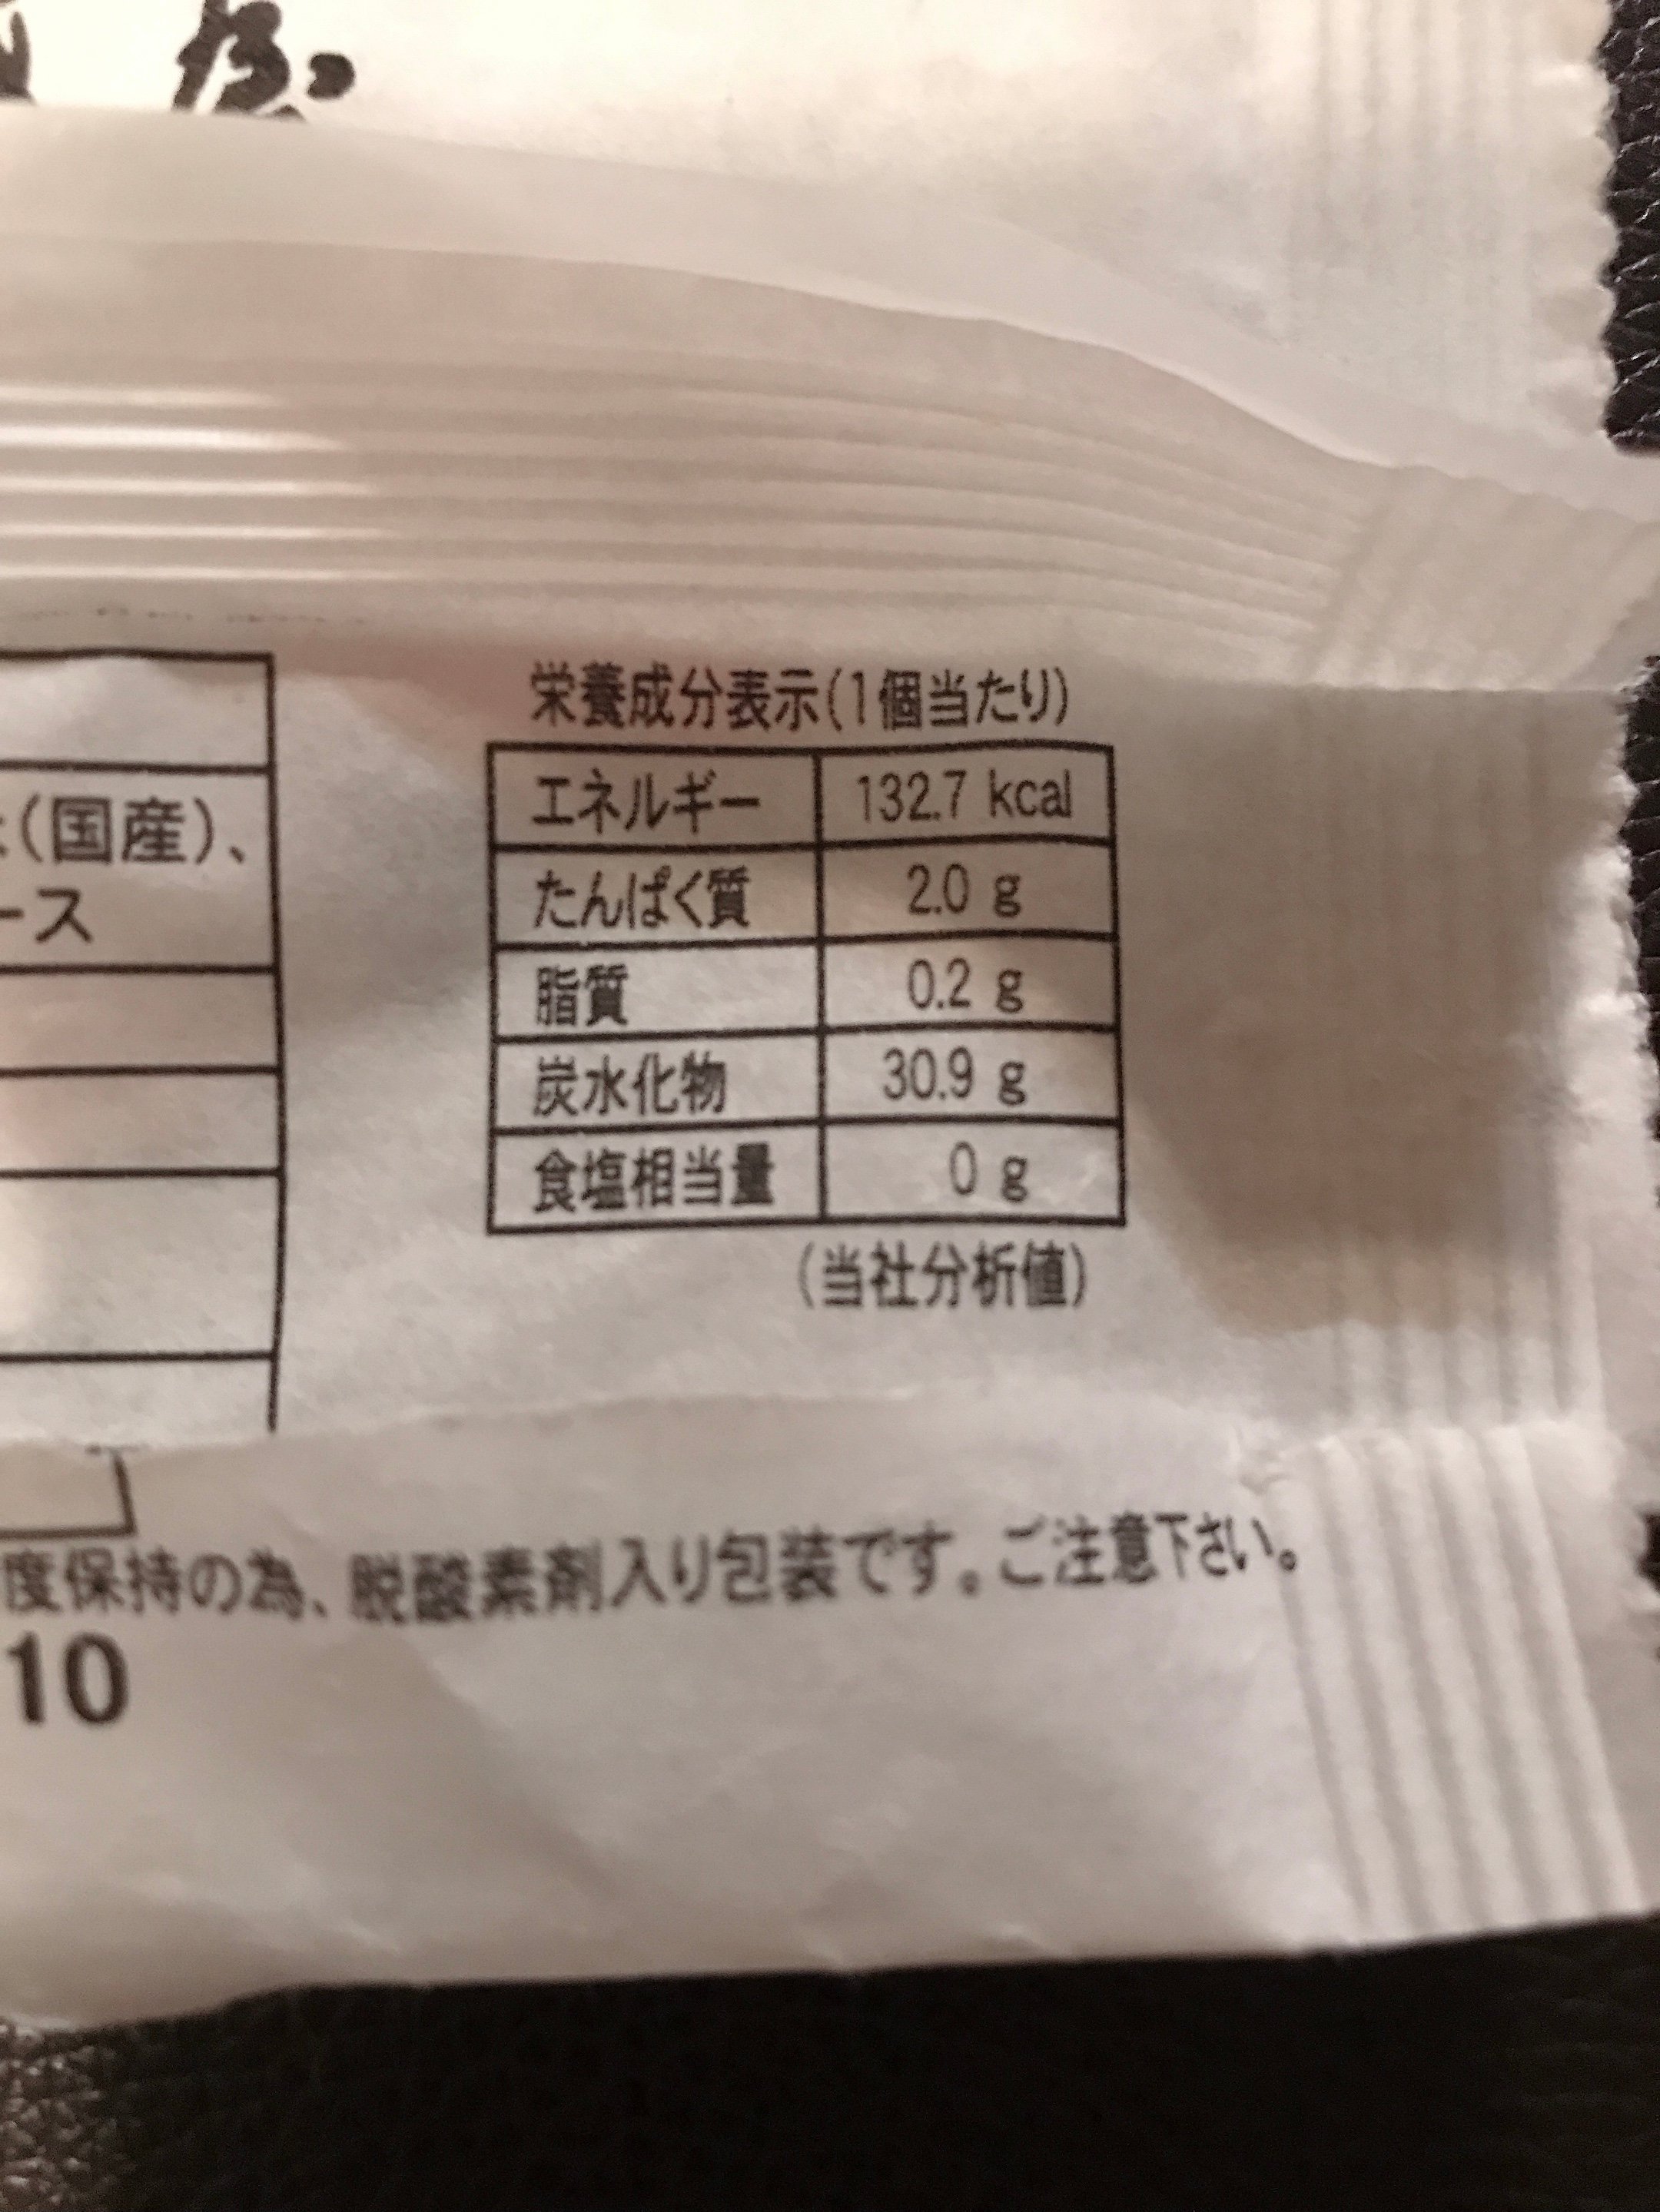 (国産)、
ース
栄養成分表示(1個当たり)
エネルギー 132.7 kcal
たんぱく質 2.0 g
脂質 0.2 g
炭水化物 30.9 g
食塩相当量 0 g
(当社分析値)
度保持の為、脱酸素剤入り包装です。ご注意下さい。
10